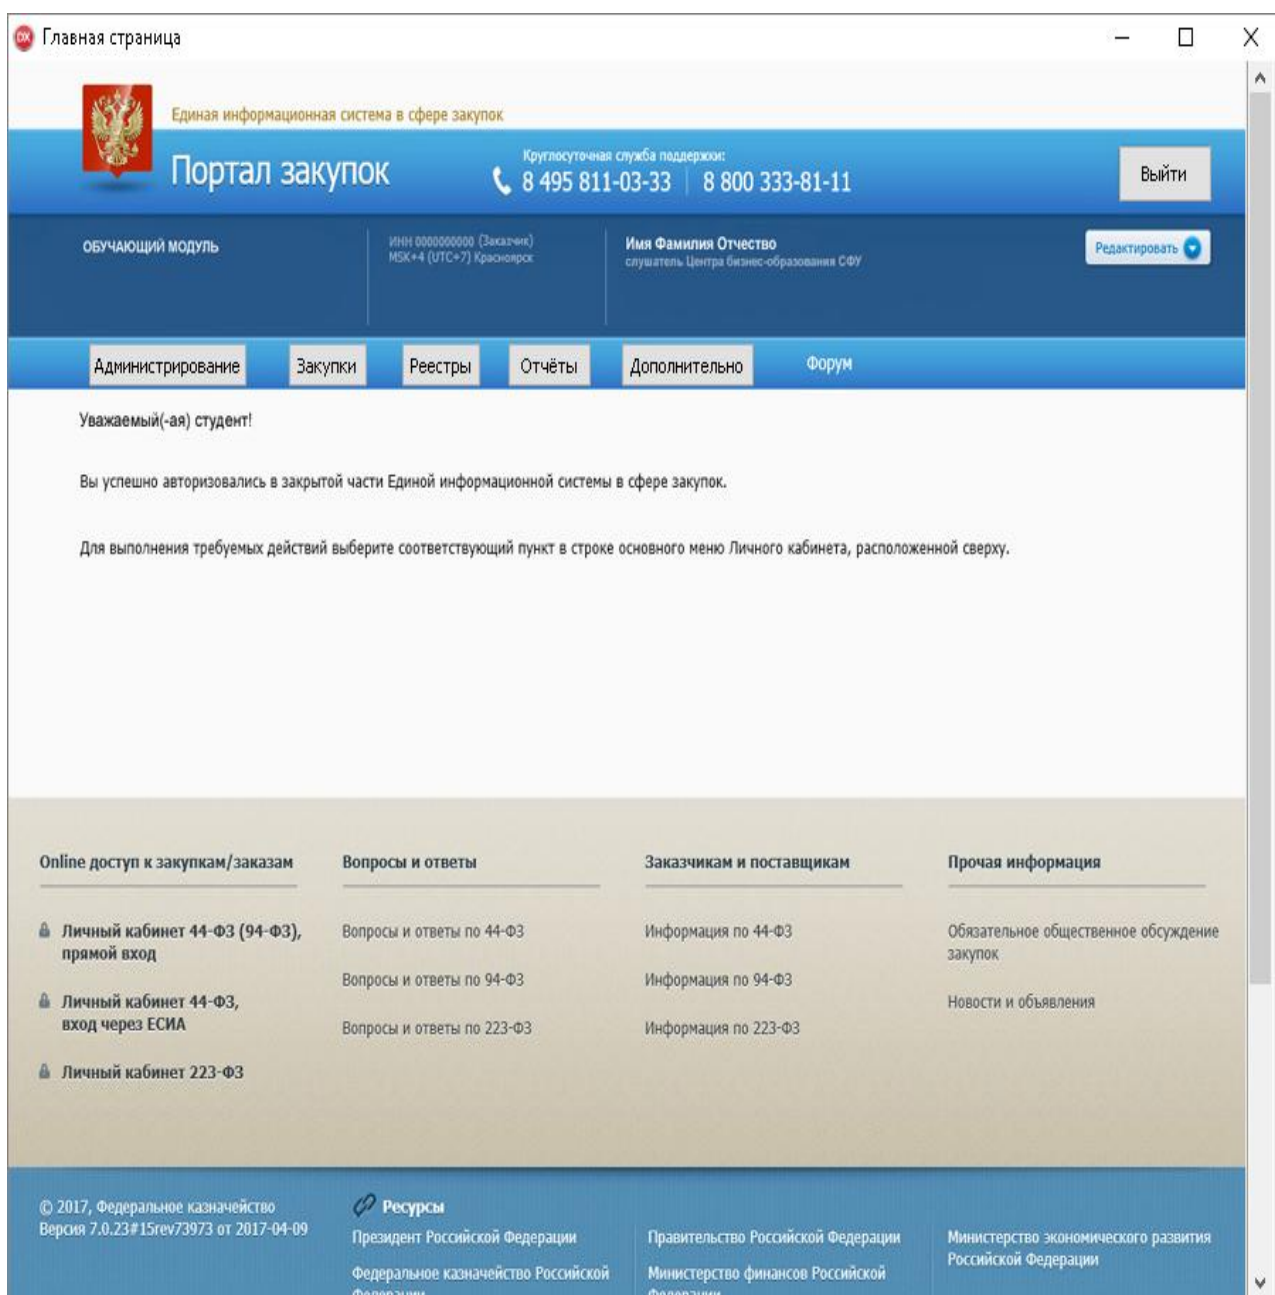 Главная страница
Единая информационная система в сфере закупок
Портал закупок
Круглосуточная служба поддержки:
8 495 811-03-33 | 8 800 333-81-11
Выйти
ОБУЧАЮЩИЙ МОДУЛЬ
ИНН 0000000000 (Заказчик)
MSK+4 (UTC+7) Красноярск
Имя Фамилия Отчество
слушатель Центра бизнес-образования СФУ
Редактировать
Администрирование Закупки Реестры Отчёты Дополнительно Форум
Уважаемый(-ая) студент!
Вы успешно авторизовались в закрытой части Единой информационной системы в сфере закупок.
Для выполнения требуемых действий выберите соответствующий пункт в строке основного меню Личного кабинета, расположенной сверху.
Online доступ к закупкам/заказам
Личный кабинет 44-ФЗ (94-ФЗ),
прямой вход
Личный кабинет 44-ФЗ,
вход через ЕСИА
Личный кабинет 223-ФЗ
Вопросы и ответы
Вопросы и ответы по 44-ФЗ
Вопросы и ответы по 94-ФЗ
Вопросы и ответы по 223-ФЗ
Заказчикам и поставщикам
Информация по 44-ФЗ
Информация по 94-ФЗ
Информация по 223-ФЗ
Прочая информация
Обязательное общественное обсуждение
закупок
Новости и объявления
© 2017, Федеральное казначейство
Версия 7.0.23#15rev73973 от 2017-04-09
Ресурсы
Президент Российской Федерации
Федеральное казначейство Российской
Федерации
Правительство Российской Федерации
Министерство финансов Российской
Федерации
Министерство экономического развития
Российской Федерации